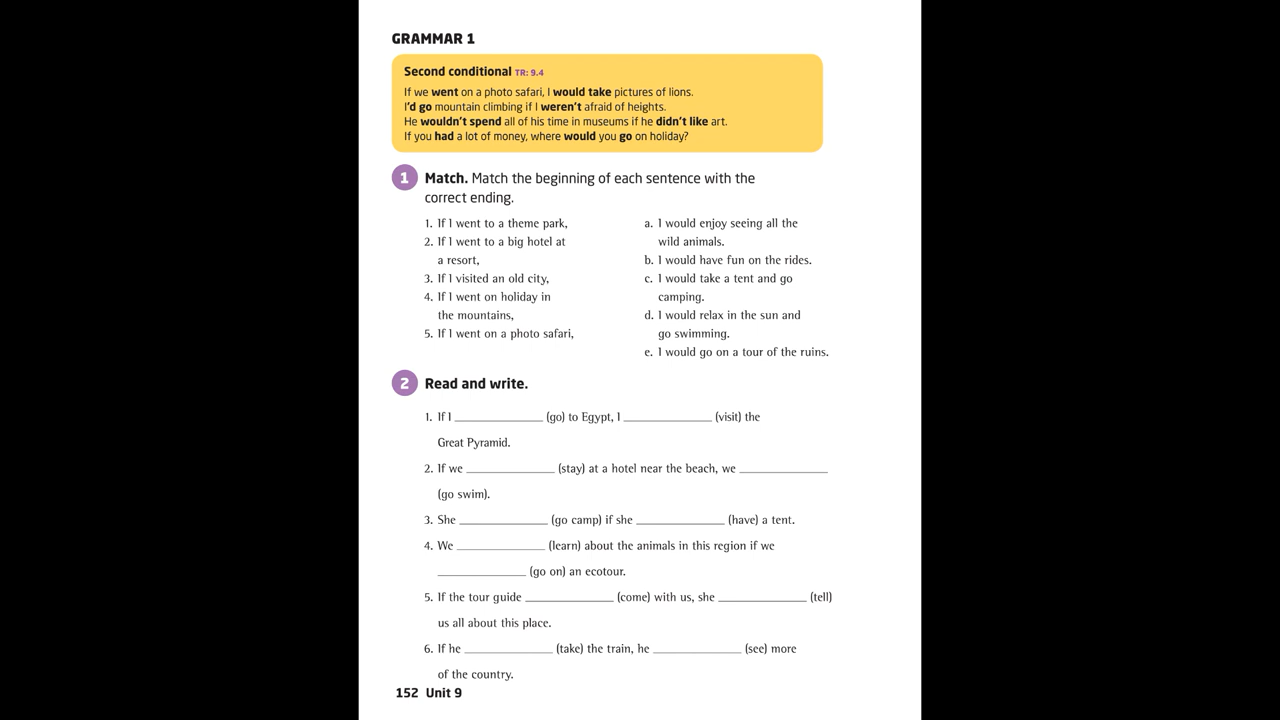 GRAMMAR 1
Second conditional TR: 9.4
If we went on a photo safari, I would take pictures of lions.
I'd go mountain climbing if I weren't afraid of heights.
He wouldn't spend all of his time in museums if he didn't like art.
If you had a lot of money, where would you go on holiday?
1 Match. Match the beginning of each sentence with the
correct ending.
1. If I went to a theme park,
2. If I went to a big hotel at
a resort,
3. If I visited an old city,
4. If I went on holiday in
the mountains,
5. If I went on a photo safari,
a. I would enjoy seeing all the
wild animals.
b. I would have fun on the rides.
c. I would take a tent and go
camping.
d. I would relax in the sun and
go swimming.
e. I would go on a tour of the ruins.
2 Read and write.
1. If I ______________ (go) to Egypt, I ______________ (visit) the
Great Pyramid.
2. If we ______________ (stay) at a hotel near the beach, we ______________
(go swim).
3. She ______________ (go camp) if she ______________ (have) a tent.
4. We ______________ (learn) about the animals in this region if we
______________ (go on) an ecotour.
5. If the tour guide ______________ (come) with us, she ______________ (tell)
us all about this place.
6. If he ______________ (take) the train, he ______________ (see) more
of the country.
152 Unit 9